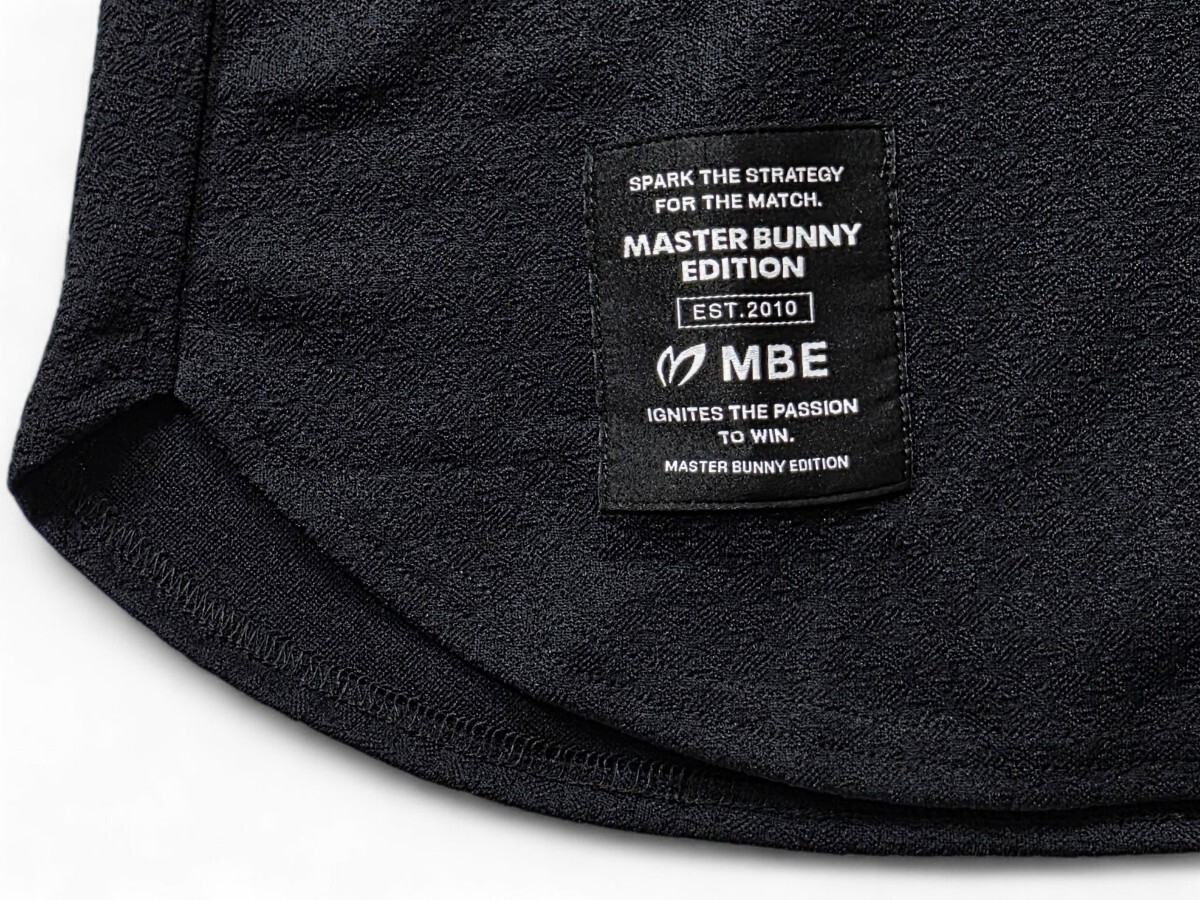 SPARK THE STRATEGY
FOR THE MATCH.
MASTER BUNNY
EDITION
EST.2010
MBE
IGNITES THE PASSION
TO WIN.
MASTER BUNNY EDITION